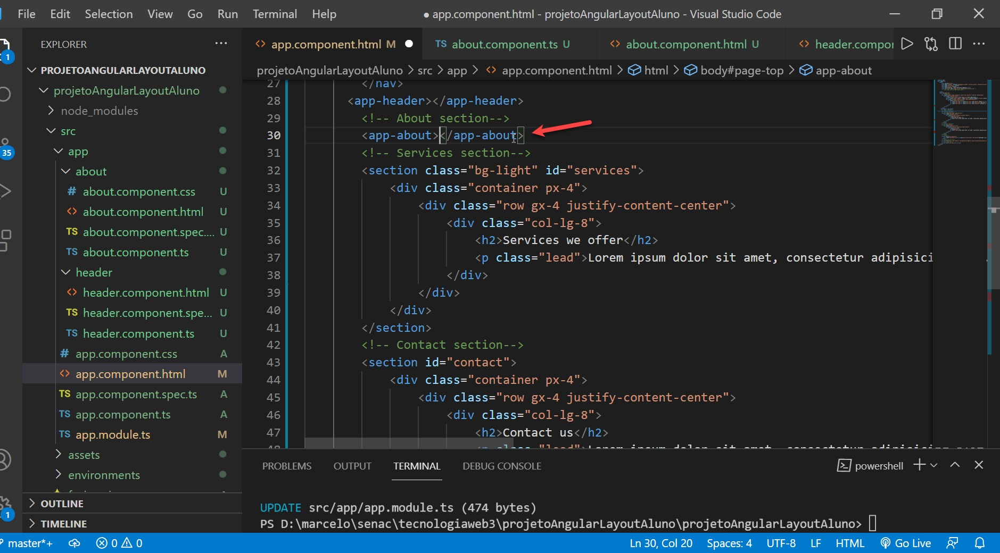 File Edit Selection View Go Run Terminal Help
● app.component.html - projetoAngularLayoutAluno - Visual Studio Code
EXPLORER
app.component.html M
TS about.component.ts U
about.component.html U
header.compo
projetoAngularLayoutAluno > src > app > app.component.html > html > body#page-top > app-about
1
35
1
PROJETOANGULARLAYOUTALUNO
projetoAngularLayoutAluno
node_modules
src
app
about
# about.component.css U
about.component.html U
TS about.component.spec.... U
TS about.component.ts U
header
header.component.html U
TS header.component.spe... U
TS header.component.ts U
# app.component.css A
app.component.html M
TS app.component.spec.ts A
TS app.component.ts A
TS app.module.ts M
assets
environments
OUTLINE
TIMELINE
27 </nav>
28 <app-header></app-header>
29 <!-- About section-->
30 <app-about></app-about>
31 <!-- Services section-->
32 <section class="bg-light" id="services">
33 <div class="container px-4">
34 <div class="row gx-4 justify-content-center">
35 <div class="col-lg-8">
36 <h2>Services we offer</h2>
37 <p class="lead">Lorem ipsum dolor sit amet, consectetur adipisici
38 </div>
39 </div>
40 </div>
41 </section>
42 <!-- Contact section-->
43 <section id="contact">
44 <div class="container px-4">
45 <div class="row gx-4 justify-content-center">
46 <div class="col-lg-8">
47 <h2>Contact us</h2>
PROBLEMS OUTPUT TERMINAL DEBUG CONSOLE
powershell
UPDATE src/app/app.module.ts (474 bytes)
PS D:\marcelo\senac\tecnologiaweb3\projetoAngularLayoutAluno\projetoAngularLayoutAluno>
master*+ 0 0
Ln 30, Col 20 Spaces: 4 UTF-8 LF HTML Go Live